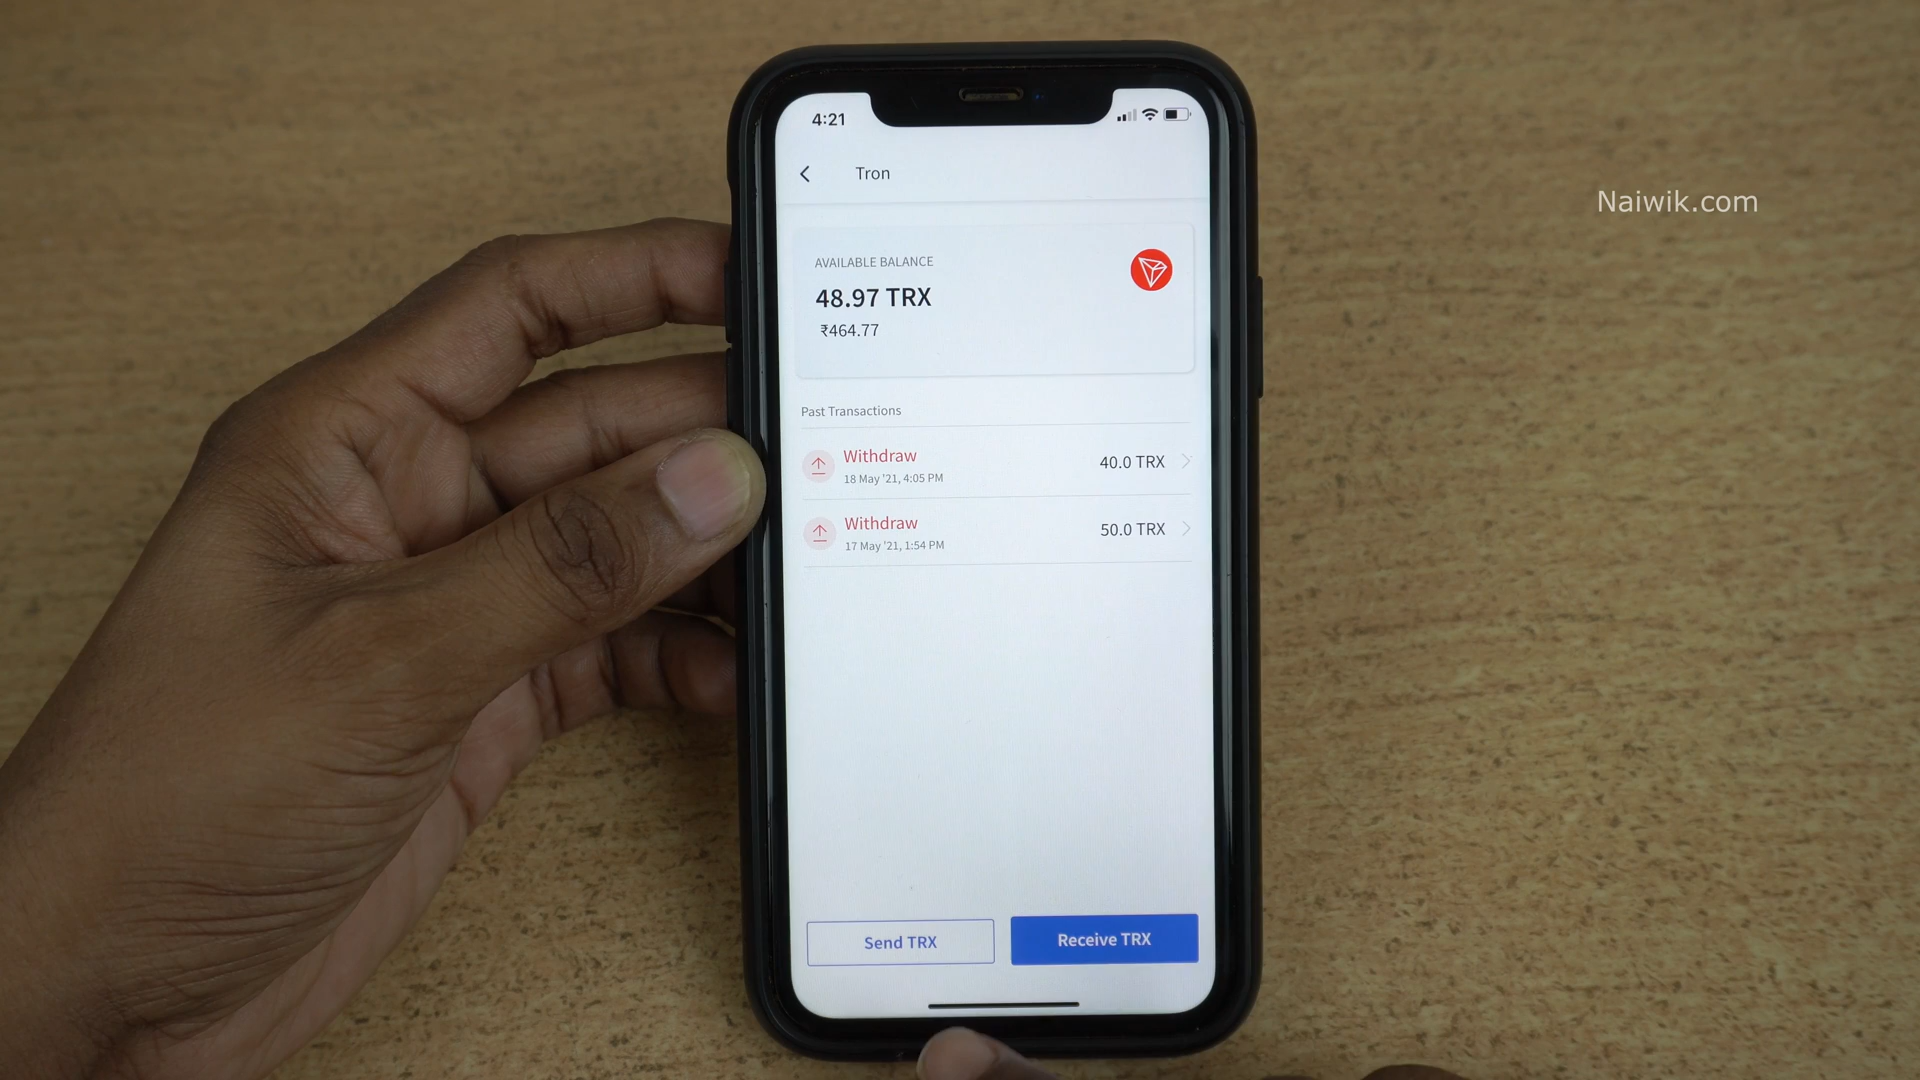 4:21
Tron
Naiwik.com
AVAILABLE BALANCE
48.97 TRX
₹464.77
Past Transactions
Withdraw
40.0 TRX
18 May '21, 4:05 PM
Withdraw
50.0 TRX
17 May '21, 1:54 PM
Send TRX
Receive TRX